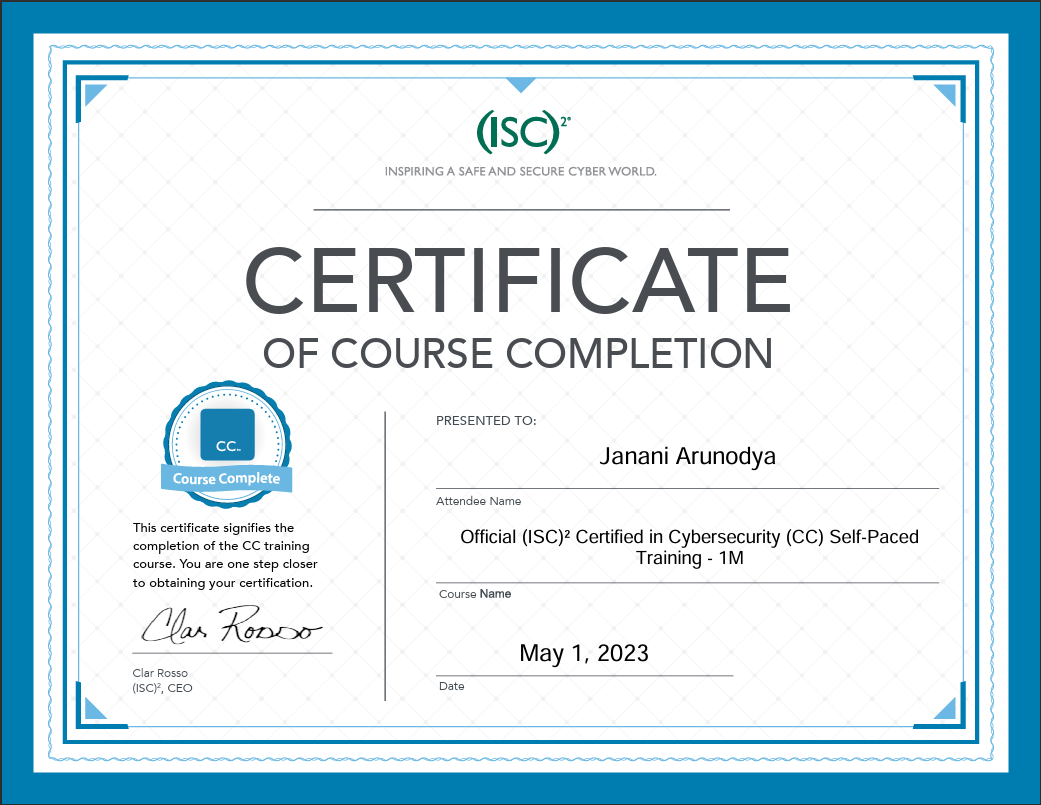 (ISC)²®
INSPIRING A SAFE AND SECURE CYBER WORLD.
CERTIFICATE
OF COURSE COMPLETION
CC™
Course Complete
This certificate signifies the
completion of the CC training
course. You are one step closer
to obtaining your certification.
Clar Rosso
Clar Rosso
(ISC)², CEO
PRESENTED TO:
Janani Arunodya
Attendee Name
Official (ISC)² Certified in Cybersecurity (CC) Self-Paced
Training - 1M
Course Name
May 1, 2023
Date